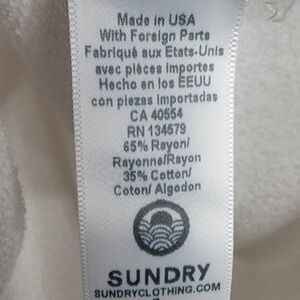 Made in USA
With Foreign Parts
Fabriqué aux Etats-Unis
avec pièces importes
Hecho en los EEUU
con piezas importadas
CA 40554
RN 134579
65% Rayon/
Rayonne/Rayon
35% Cotton/
Coton/ Algodon
SUNDRY
SUNDRYCLOTHING.COM